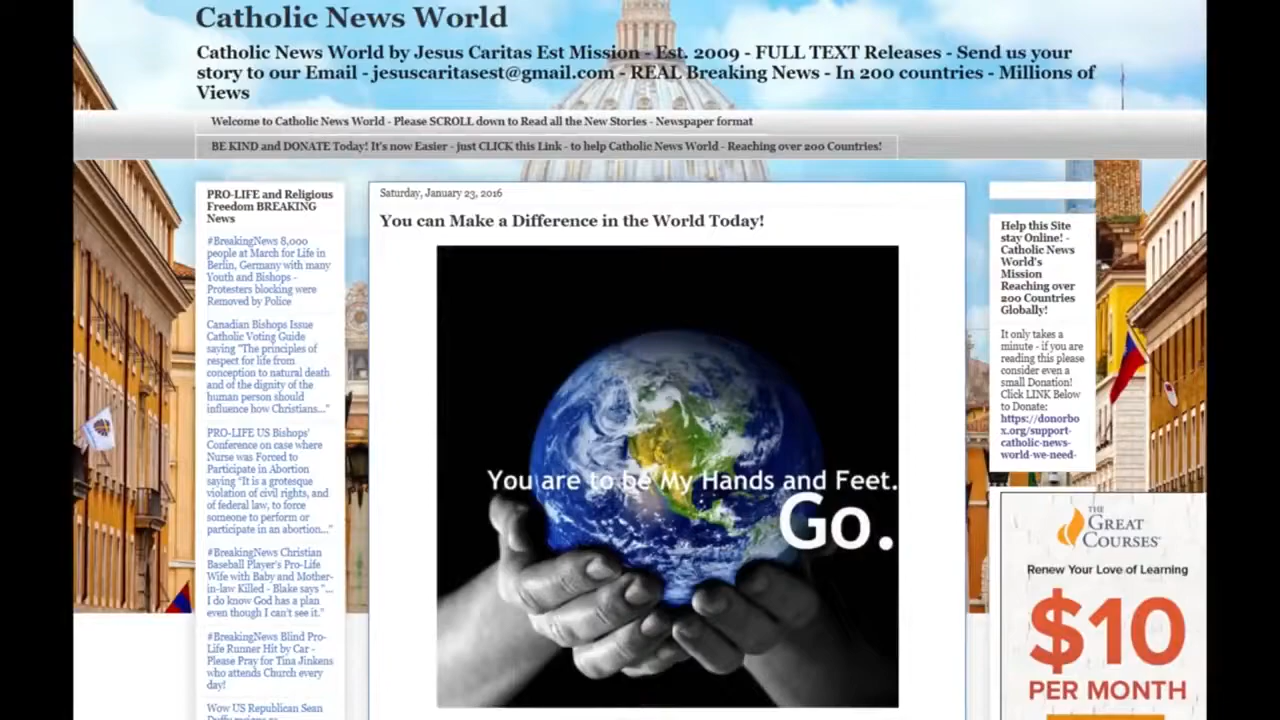 Catholic News World
Catholic News World by Jesus Caritas Est Mission - Est. 2009 - FULL TEXT Releases - Send us your
story to our Email - jesuscaritasest@gmail.com - REAL Breaking News - In 200 countries - Millions of
Views
Welcome to Catholic News World - Please SCROLL down to Read all the New Stories - Newspaper format
BE KIND and DONATE Today! It's now Easier - just CLICK this Link - to help Catholic News World - Reaching over 200 Countries!
PRO-LIFE and Religious
Freedom BREAKING
News
#BreakingNews 8,000
people at March for Life in
Berlin, Germany with many
Youth and Bishops -
Protesters blocking were
Removed by Police
Canadian Bishops Issue
Catholic Voting Guide
saying "The principles of
respect for life from
conception to natural death
and of the dignity of the
human person should
influence how Christians..."
PRO-LIFE US Bishops'
Conference on case where
Nurse was Forced to
Participate in Abortion
saying "It is a grotesque
violation of civil rights, and
of federal law, to force
someone to perform or
participate in an abortion..."
#BreakingNews Christian
Baseball Player's Pro-Life
Wife with Baby and Mother-
in-law Killed - Blake says "...
I do know God has a plan
even though I can't see it."
#BreakingNews Blind Pro-
Life Runner Hit by Car -
Please Pray for Tina Jinkens
who attends Church every
day!
Wow US Republican Sean
Saturday, January 23, 2016
You can Make a Difference in the World Today!
You are to be My Hands and Feet.
Go.
Help this Site
stay Online! -
Catholic News
World's
Mission
Reaching over
200 Countries
Globally!
It only takes a
minute - if you are
reading this please
consider even a
small Donation!
Click LINK Below
to Donate:
https://donorbo
x.org/support-
catholic-news-
world-we-need-
THE
GREAT
COURSES
Renew Your Love of Learning
$10
PER MONTH